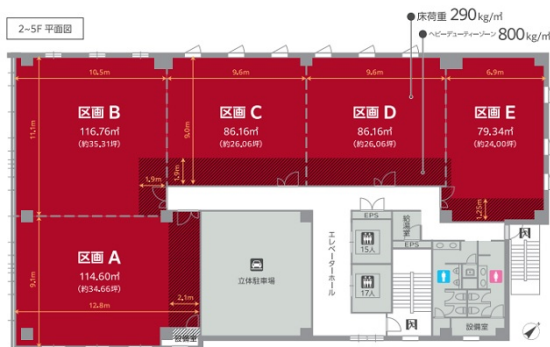 2~5F 平面図
床荷重 290kg/㎡
ヘビーデューティーゾーン 800kg/㎡
10.5m
9.6m
9.6m
6.9m
区画 B
116.76㎡
(約35.31坪)
11.1m
区画 C
86.16㎡
(約26.06坪)
9.0m
区画 D
86.16㎡
(約26.06坪)
区画 E
79.34㎡
(約24.00坪)
1.9m
1.9m
1.25m
区画 A
114.60㎡
(約34.66坪)
9.1m
12.8m
2.1m
立体駐車場
エレベーターホール
EPS
EPS
15人
17人
設備室
設備室